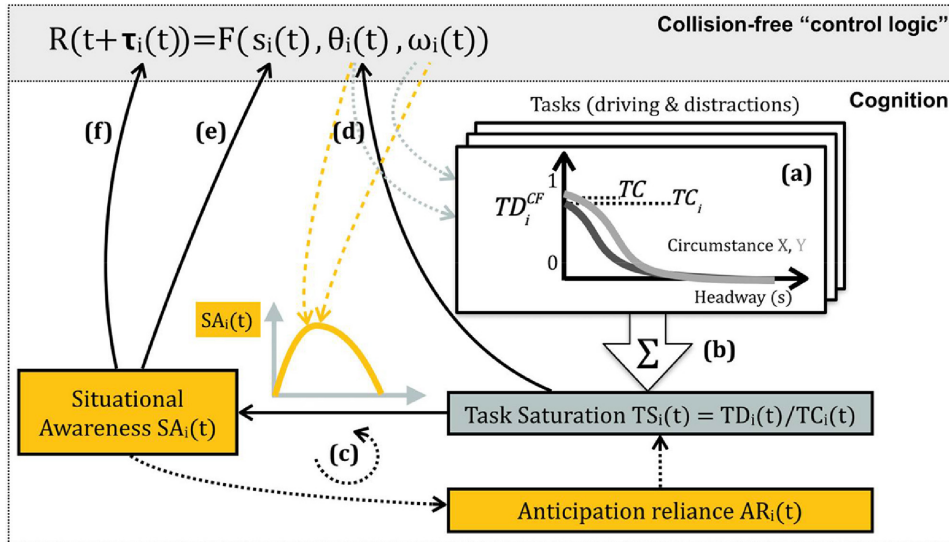 Collision-free “control logic”
R(t+τᵢ(t))=F(sᵢ(t),θᵢ(t),ωᵢ(t))
Cognition
Tasks (driving & distractions)
(f)
(e)
(d)
(a)
1
TC
TDᵢᶜᶠ
TCᵢ
Circumstance X, Y
0
Headway (s)
SAᵢ(t)
Σ
(b)
Situational
Awareness SAᵢ(t)
Task Saturation TSᵢ(t) = TDᵢ(t)/TCᵢ(t)
(c)
Anticipation reliance ARᵢ(t)